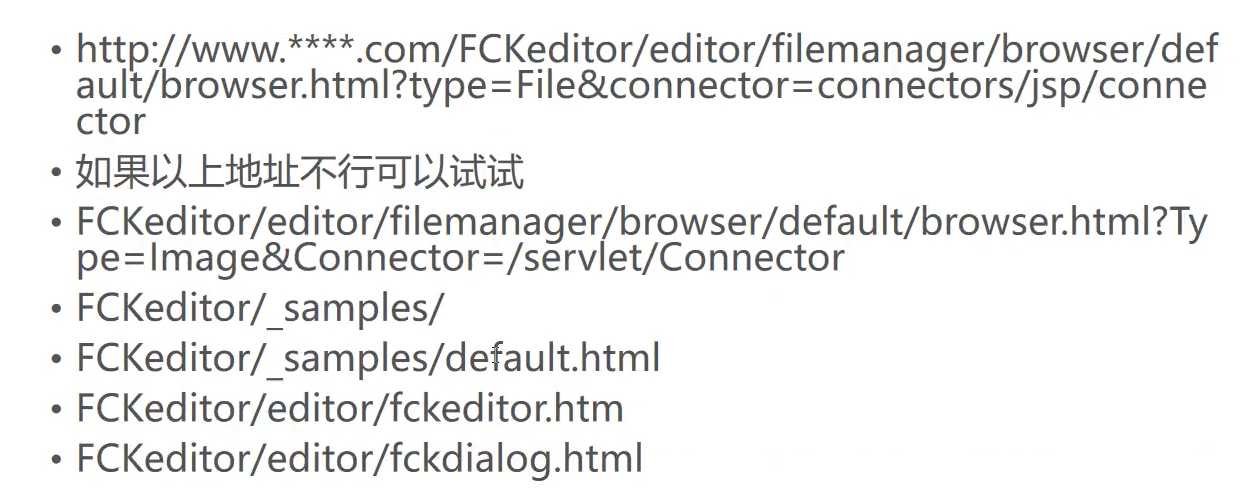 • http://www.****.com/FCKeditor/editor/filemanager/browser/def
ault/browser.html?type=File&connector=connectors/jsp/conne
ctor
• 如果以上地址不行可以试试
• FCKeditor/editor/filemanager/browser/default/browser.html?Ty
pe=Image&Connector=/servlet/Connector
• FCKeditor/_samples/
• FCKeditor/_samples/default.html
• FCKeditor/editor/fckeditor.htm
• FCKeditor/editor/fckdialog.html